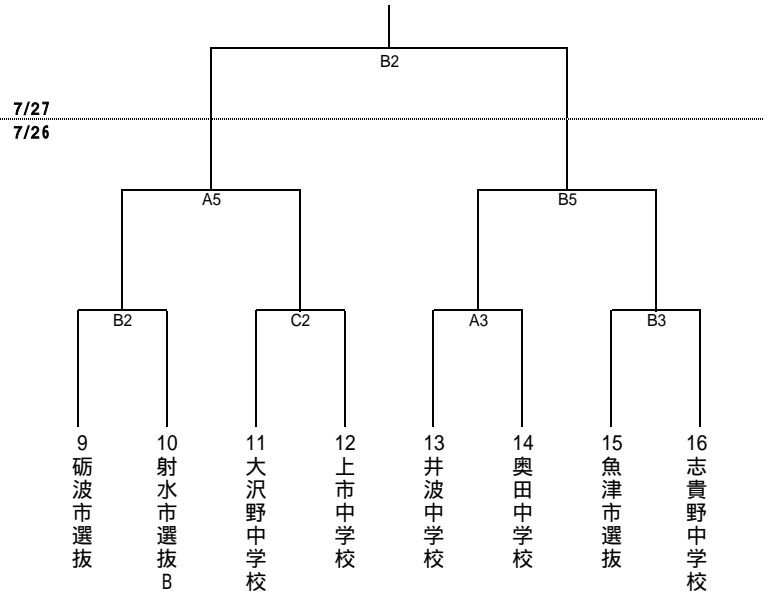 B2
7/27
7/26
A5
B5
B2
C2
A3
B3
9
10
11
12
13
14
15
16
砺波市選抜
射水市選抜B
大沢野中学校
上市中学校
井波中学校
奥田中学校
魚津市選抜
志貴野中学校